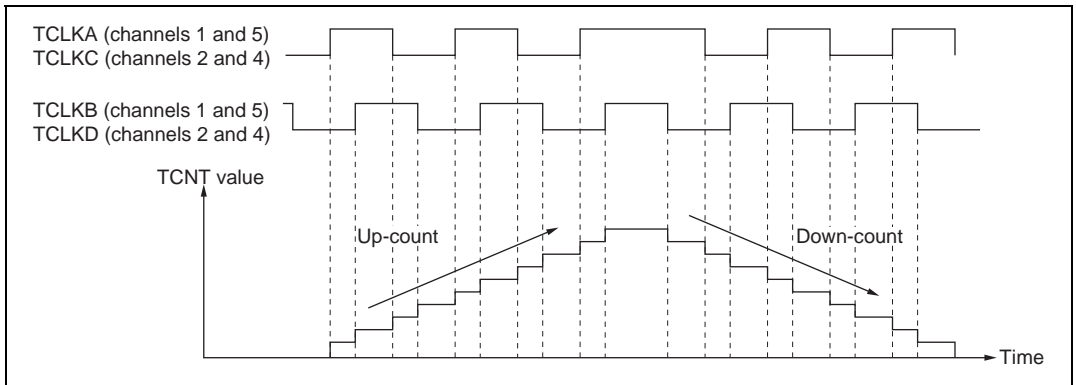 TCLKA (channels 1 and 5)
TCLKC (channels 2 and 4)
TCLKB (channels 1 and 5)
TCLKD (channels 2 and 4)
TCNT value
Up-count
Down-count
Time